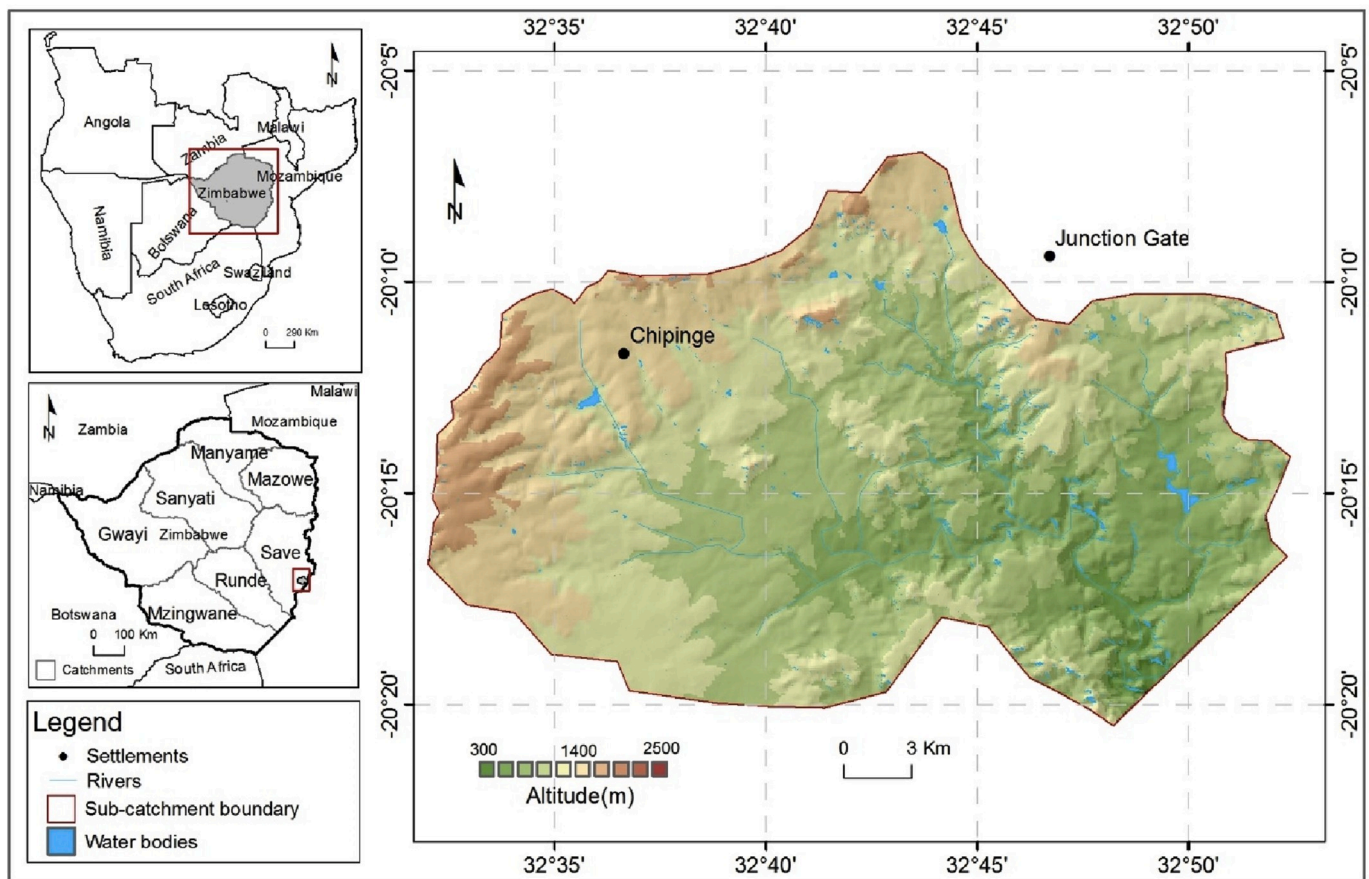 N
Angola
Zambia
Malawi
Mozambique
Zimbabwe
Namibia
Botswana
South Africa
Swaziland
Lesotho
0 290 Km
N
Malawi
Zambia
Mozambique
Manyame
Mazowe
Namibia
Sanyati
Gwayi
Zimbabwe
Save
Runde
Mzingwane
Botswana
0 100 Km
Catchments
South Africa
Legend
Settlements
Rivers
Sub-catchment boundary
Water bodies
32°35' 32°40' 32°45' 32°50'
-20°5' -20°5'
N
Junction Gate
-20°10' -20°10'
Chipinge
-20°15' -20°15'
-20°20' -20°20'
300 1400 2500
Altitude(m)
0 3 Km
32°35' 32°40' 32°45' 32°50'